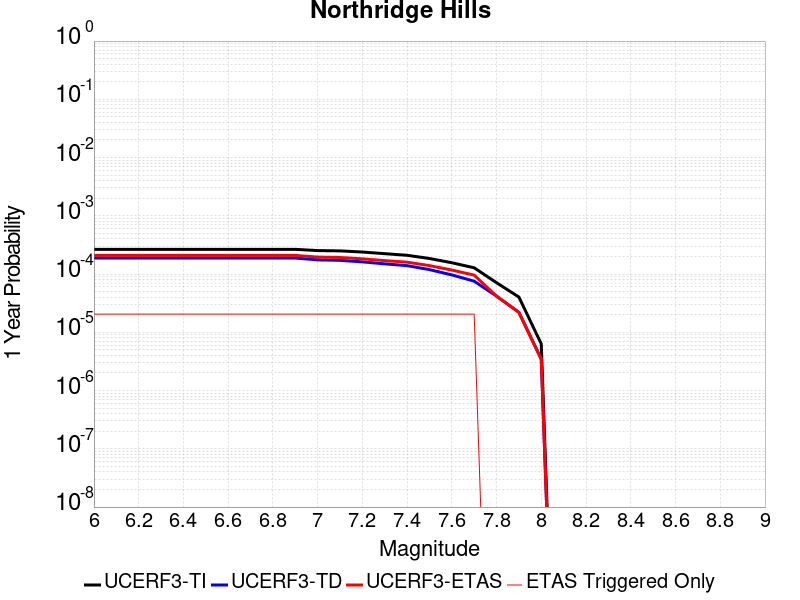 Northridge Hills
10^0
10^-1
10^-2
10^-3
10^-4
10^-5
10^-6
10^-7
10^-8
1 Year Probability
6 6.2 6.4 6.6 6.8 7 7.2 7.4 7.6 7.8 8 8.2 8.4 8.6 8.8 9
Magnitude
UCERF3-TI UCERF3-TD UCERF3-ETAS ETAS Triggered Only